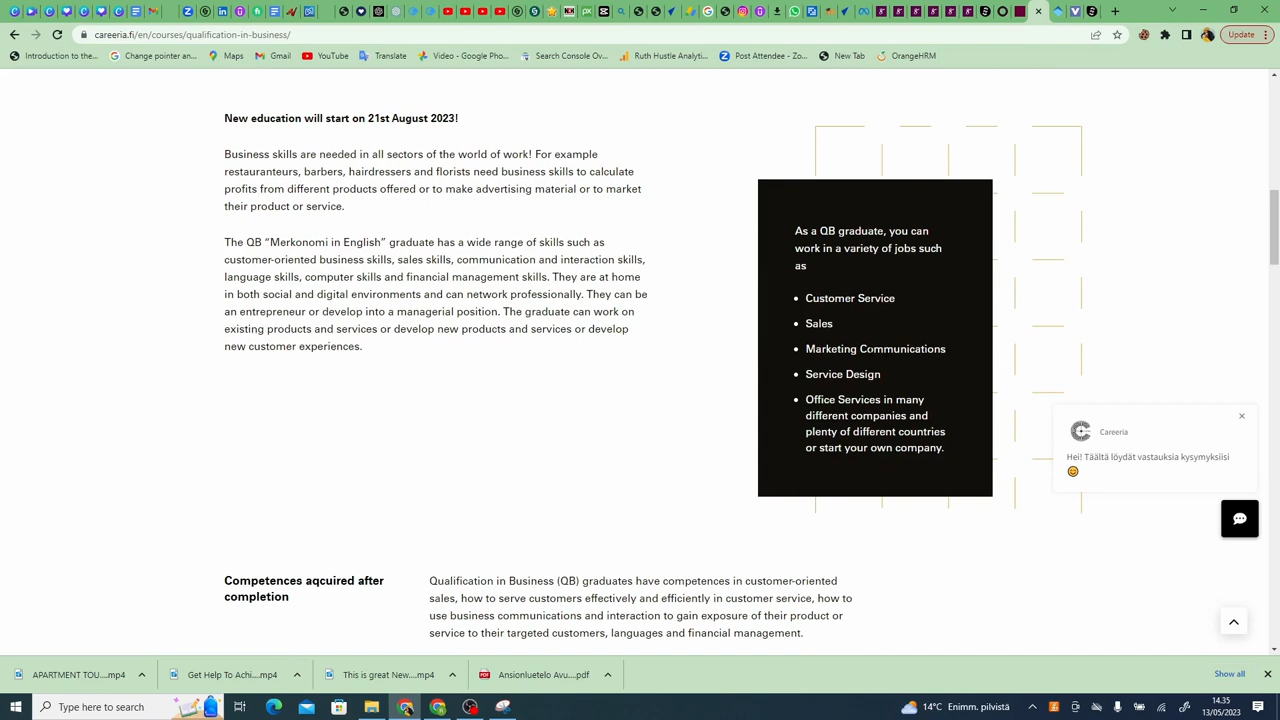 careeria.fi/en/courses/qualification-in-business/
Update
Introduction to the...
Change pointer an...
Maps
Gmail
YouTube
Translate
Video - Google Pho...
Search Console Ov...
Ruth Hustle Analyti...
Post Attendee - Zo...
New Tab
OrangeHRM
New education will start on 21st August 2023!
Business skills are needed in all sectors of the world of work! For example
restauranteurs, barbers, hairdressers and florists need business skills to calculate
profits from different products offered or to make advertising material or to market
their product or service.
The QB “Merkonomi in English” graduate has a wide range of skills such as
customer-oriented business skills, sales skills, communication and interaction skills,
language skills, computer skills and financial management skills. They are at home
in both social and digital environments and can network professionally. They can be
an entrepreneur or develop into a managerial position. The graduate can work on
existing products and services or develop new products and services or develop
new customer experiences.
As a QB graduate, you can
work in a variety of jobs such
as
• Customer Service
• Sales
• Marketing Communications
• Service Design
• Office Services in many
different companies and
plenty of different countries
or start your own company.
Careeria
Hei! Täältä löydät vastauksia kysymyksiisi
Competences aqcuired after
completion
Qualification in Business (QB) graduates have competences in customer-oriented
sales, how to serve customers effectively and efficiently in customer service, how to
use business communications and interaction to gain exposure of their product or
service to their targeted customers, languages and financial management.
APARTMENT TOU....mp4
Get Help To Achi....mp4
This is great New....mp4
Ansionluetelo Avu....pdf
Show all
Type here to search
14°C Enimm. pilvistä
14.35
13/05/2023